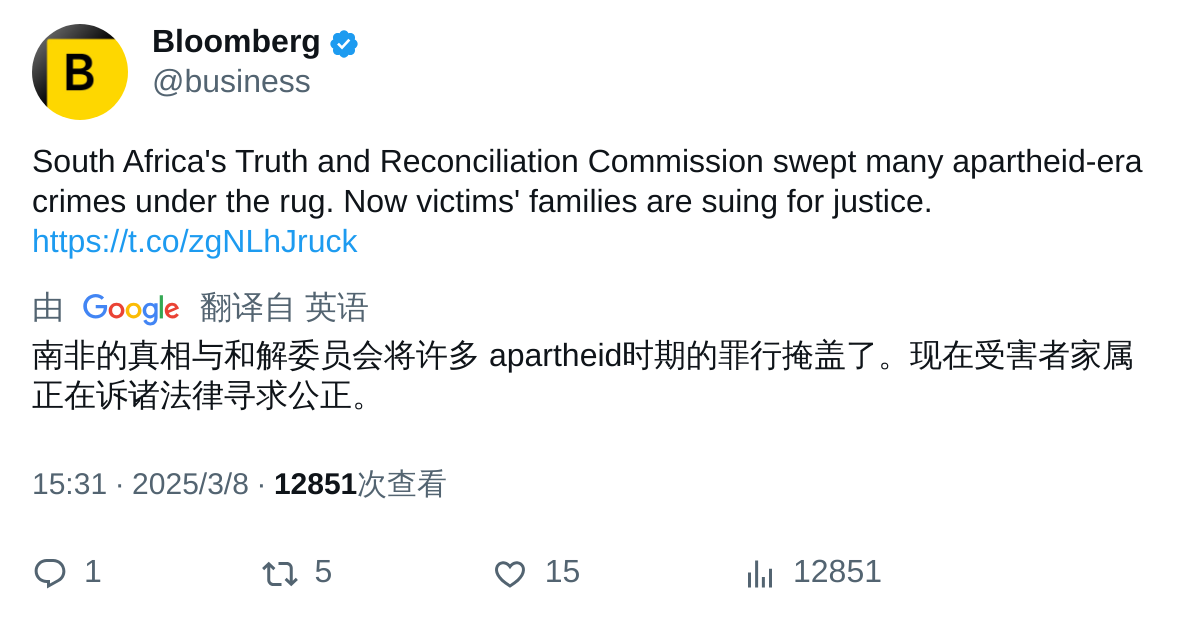 B
Bloomberg
@business
South Africa's Truth and Reconciliation Commission swept many apartheid-era
crimes under the rug. Now victims' families are suing for justice.
https://t.co/zgNLhJruck
由 Google 翻译自 英语
南非的真相与和解委员会将许多 apartheid时期的罪行掩盖了。现在受害者家属
正在诉诸法律寻求公正。
15:31 · 2025/3/8 · 12851次查看
1 5 15 12851